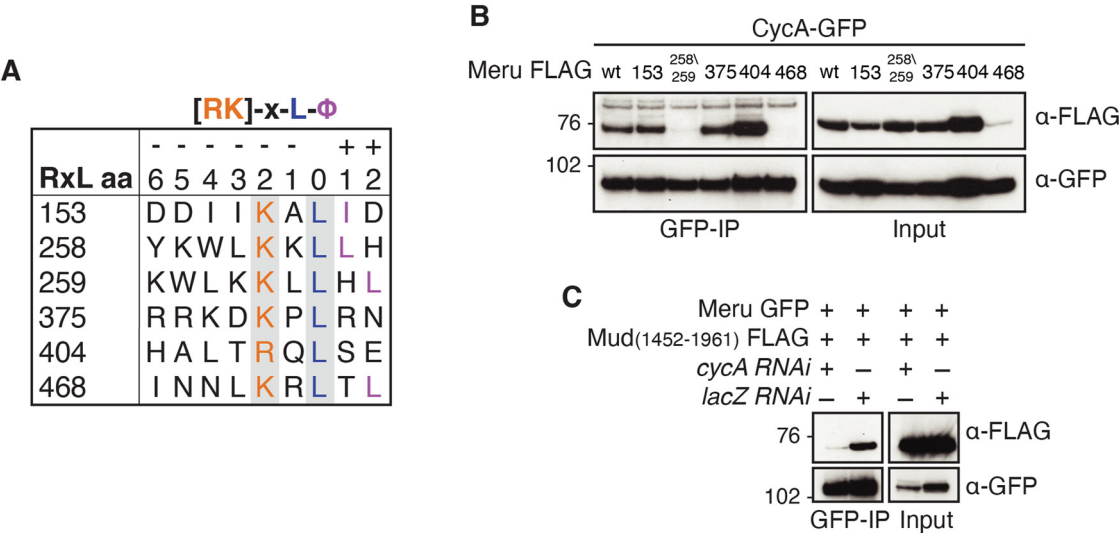 A
[RK]-x-L-Φ
- - - - - - + +
RxL aa 6 5 4 3 2 1 0 1 2
153 D D I I K A L I D
258 Y K W L K K L L H
259 K W L K K L L H L
375 R R K D K P L R N
404 H A L T R Q L S E
468 I N N L K R L T L
B
CycA-GFP
Meru FLAG wt 153 258\259 375 404 468 wt 153 258\259 375 404 468
76 - α-FLAG
102 - α-GFP
GFP-IP Input
C
Meru GFP + + + +
Mud(1452-1961) FLAG + + + +
cycA RNAi + – + –
lacZ RNAi – + – +
76 - α-FLAG
102 - α-GFP
GFP-IP Input